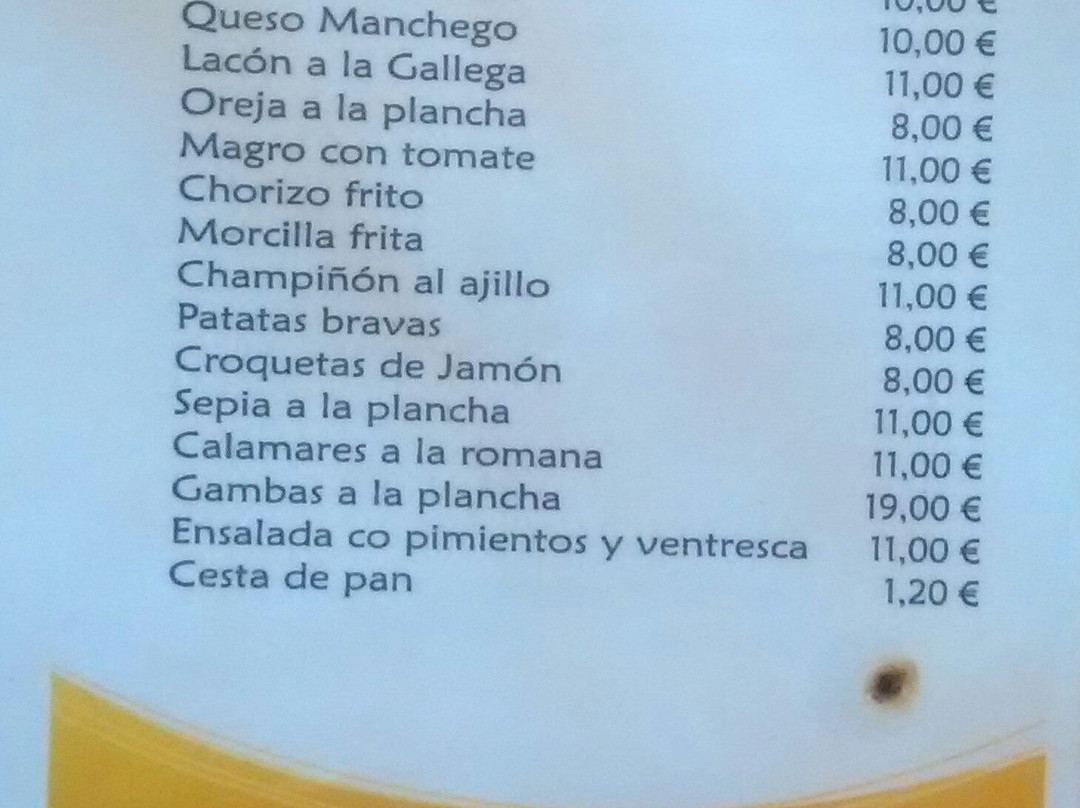 10,00 €
Queso Manchego 10,00 €
Lacón a la Gallega 11,00 €
Oreja a la plancha 8,00 €
Magro con tomate 11,00 €
Chorizo frito 8,00 €
Morcilla frita 8,00 €
Champiñón al ajillo 11,00 €
Patatas bravas 8,00 €
Croquetas de Jamón 8,00 €
Sepia a la plancha 11,00 €
Calamares a la romana 11,00 €
Gambas a la plancha 19,00 €
Ensalada co pimientos y ventresca 11,00 €
Cesta de pan 1,20 €